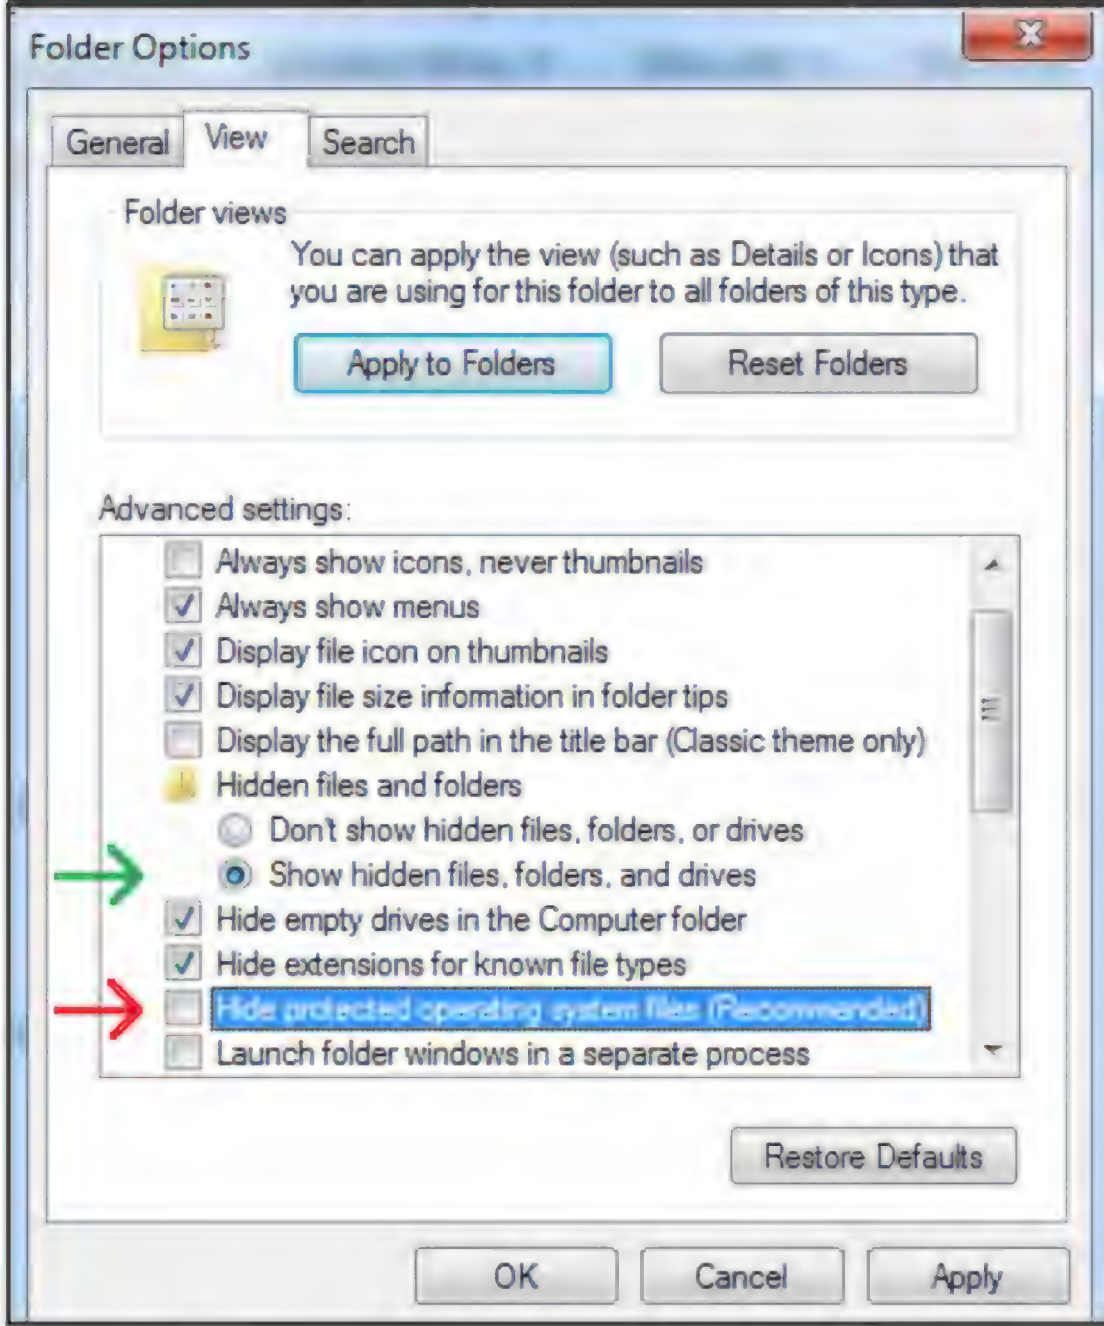 Folder Options
General View Search
Folder views
You can apply the view (such as Details or Icons) that
you are using for this folder to all folders of this type.
Apply to Folders Reset Folders
Advanced settings:
Always show icons, never thumbnails
Always show menus
Display file icon on thumbnails
Display file size information in folder tips
Display the full path in the title bar (Classic theme only)
Hidden files and folders
Don't show hidden files, folders, or drives
Show hidden files, folders, and drives
Hide empty drives in the Computer folder
Hide extensions for known file types
Hide protected operating system files (Recommended)
Launch folder windows in a separate process
Restore Defaults
OK Cancel Apply